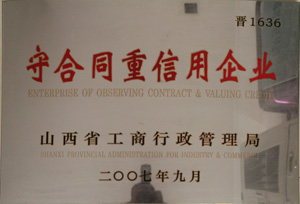 晋1636
守合同重信用企业
ENTERPRISE OF OBSERVING CONTRACT & VALUING CREDIT
山西省工商行政管理局
SHANXI PROVINCIAL ADMINISTRATION FOR INDUSTRY & COMMERCE
二〇〇七年九月